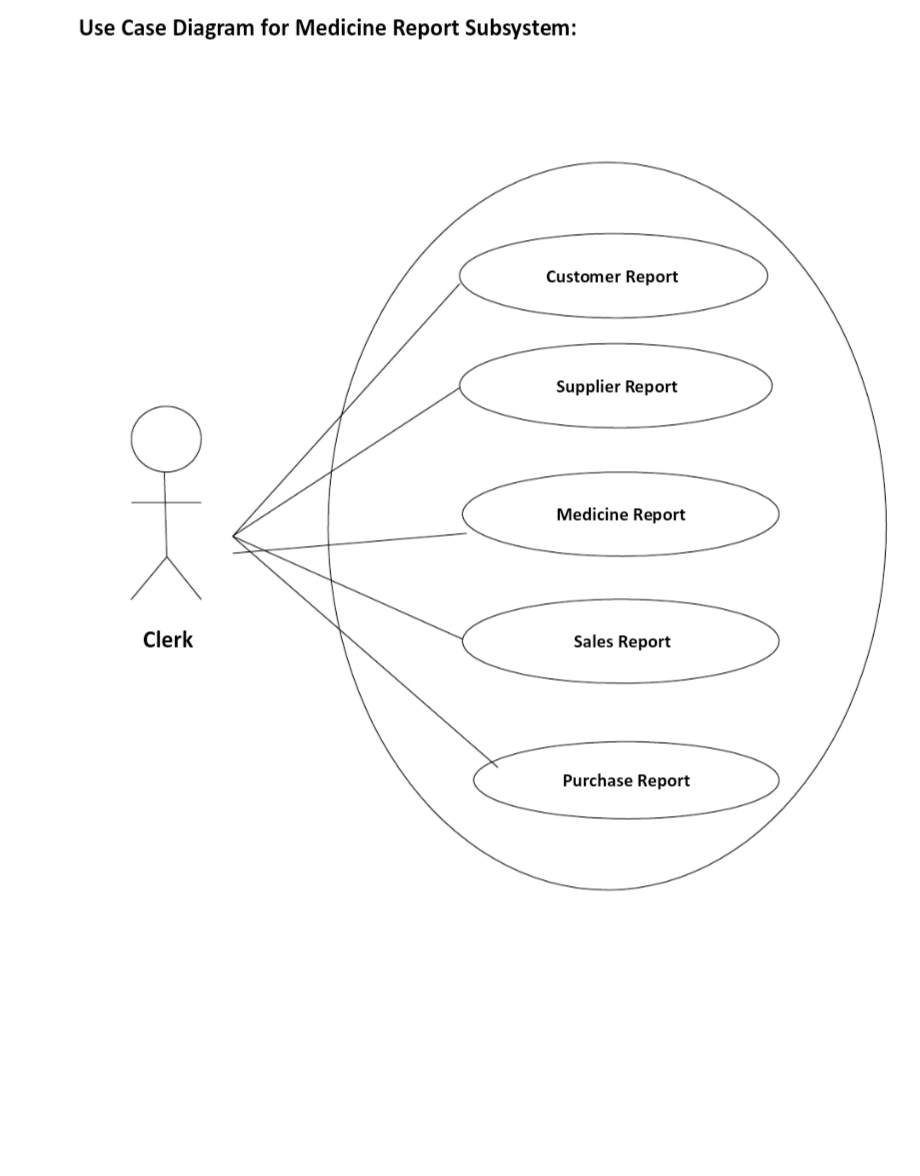 Use Case Diagram for Medicine Report Subsystem:
Customer Report
Supplier Report
Medicine Report
Sales Report
Clerk
Purchase Report